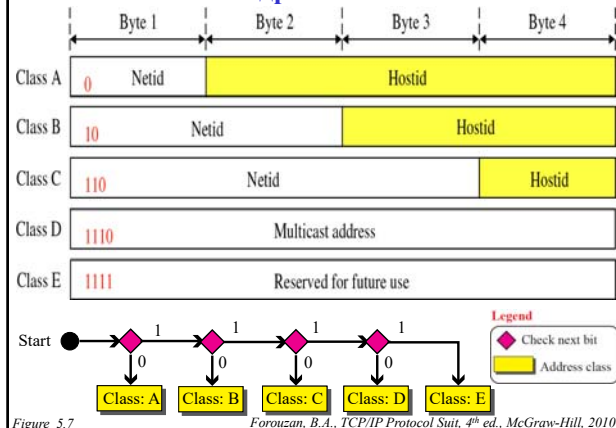 Byte 1 Byte 2 Byte 3 Byte 4
Class A 0 Netid Hostid
Class B 10 Netid Hostid
Class C 110 Netid Hostid
Class D 1110 Multicast address
Class E 1111 Reserved for future use
Legend
Start 1 1 1 1 Check next bit
0 0 0 0 Address class
Class: A Class: B Class: C Class: D Class: E
Figure 5.7 Forouzan, B.A., TCP/IP Protocol Suit, 4th ed., McGraw-Hill, 2010